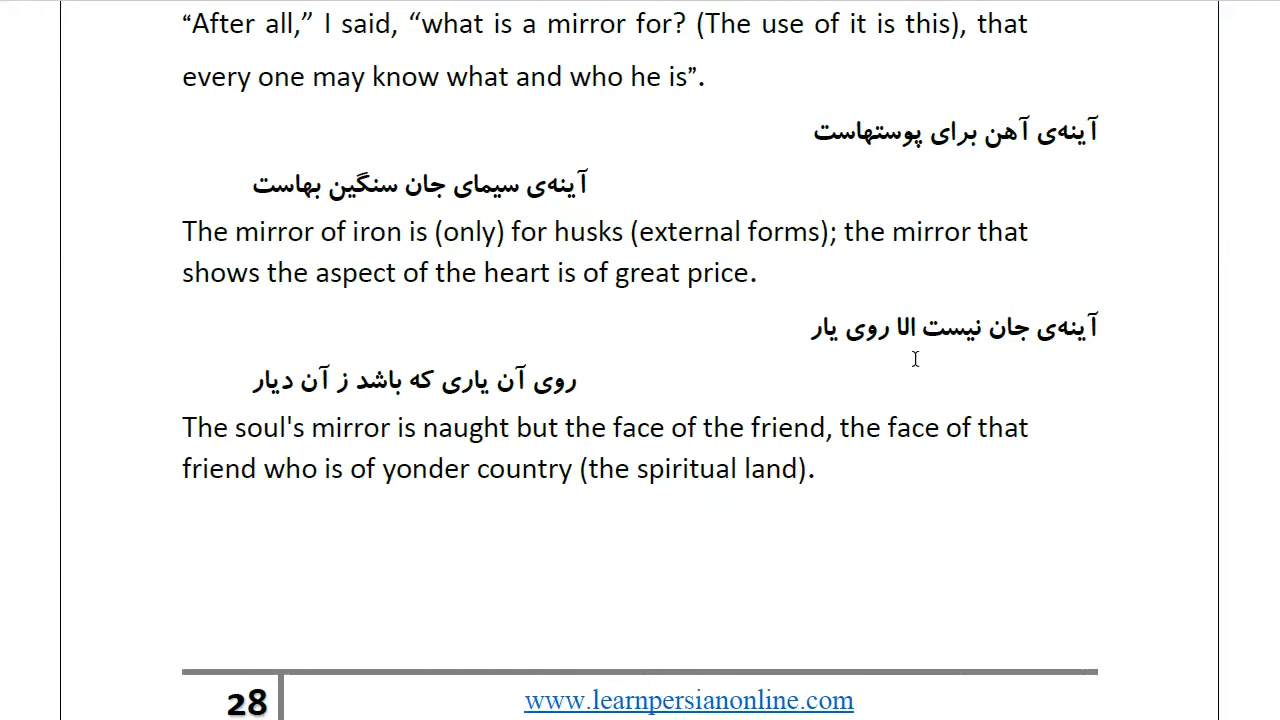 “After all,” I said, “what is a mirror for? (The use of it is this), that
every one may know what and who he is”.
آینه‌ی آهن برای پوستهاست
آینه‌ی سیمای جان سنگین بهاست
The mirror of iron is (only) for husks (external forms); the mirror that
shows the aspect of the heart is of great price.
آینه‌ی جان نیست الا روی یار
روی آن یاری که باشد ز آن دیار
The soul's mirror is naught but the face of the friend, the face of that
friend who is of yonder country (the spiritual land).
28
www.learnpersianonline.com